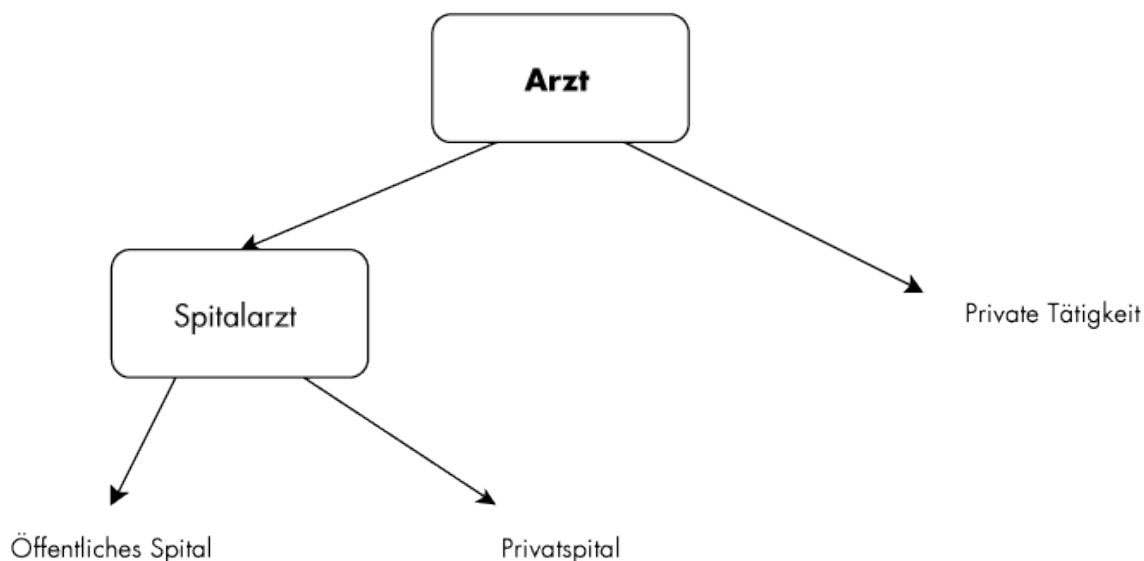 Arzt
Spitalarzt
Private Tätigkeit
Öffentliches Spital
Privatspital